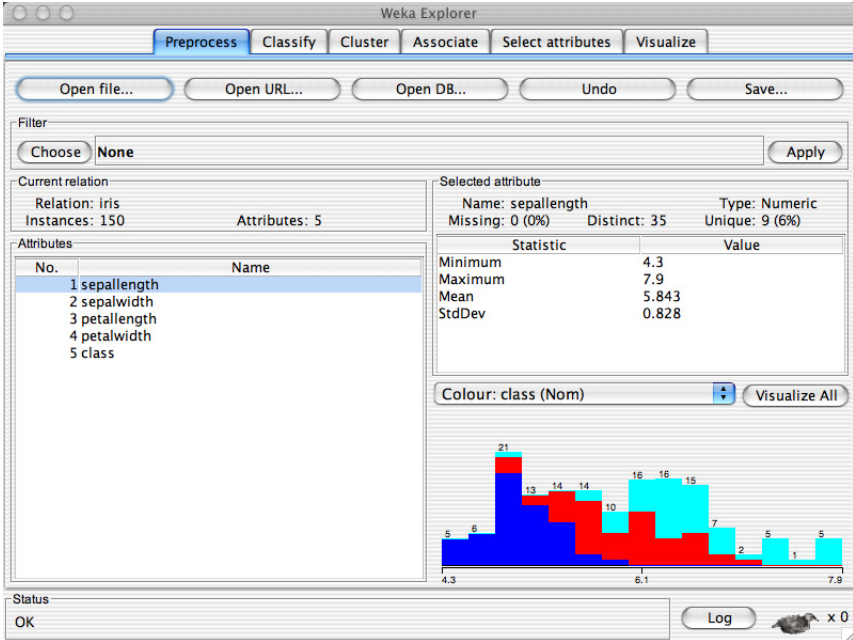 Weka Explorer
Preprocess Classify Cluster Associate Select attributes Visualize
Open file... Open URL... Open DB... Undo Save...
Filter
Choose None Apply
Current relation
Relation: iris
Instances: 150 Attributes: 5
Attributes
No. Name
1 sepallength
2 sepalwidth
3 petallength
4 petalwidth
5 class
Selected attribute
Name: sepallength Type: Numeric
Missing: 0 (0%) Distinct: 35 Unique: 9 (6%)
Statistic Value
Minimum 4.3
Maximum 7.9
Mean 5.843
StdDev 0.828
Colour: class (Nom) Visualize All
5 6 21 13 14 14 10 16 16 15 7 2 5 1 5
4.3 6.1 7.9
Status
OK Log x 0